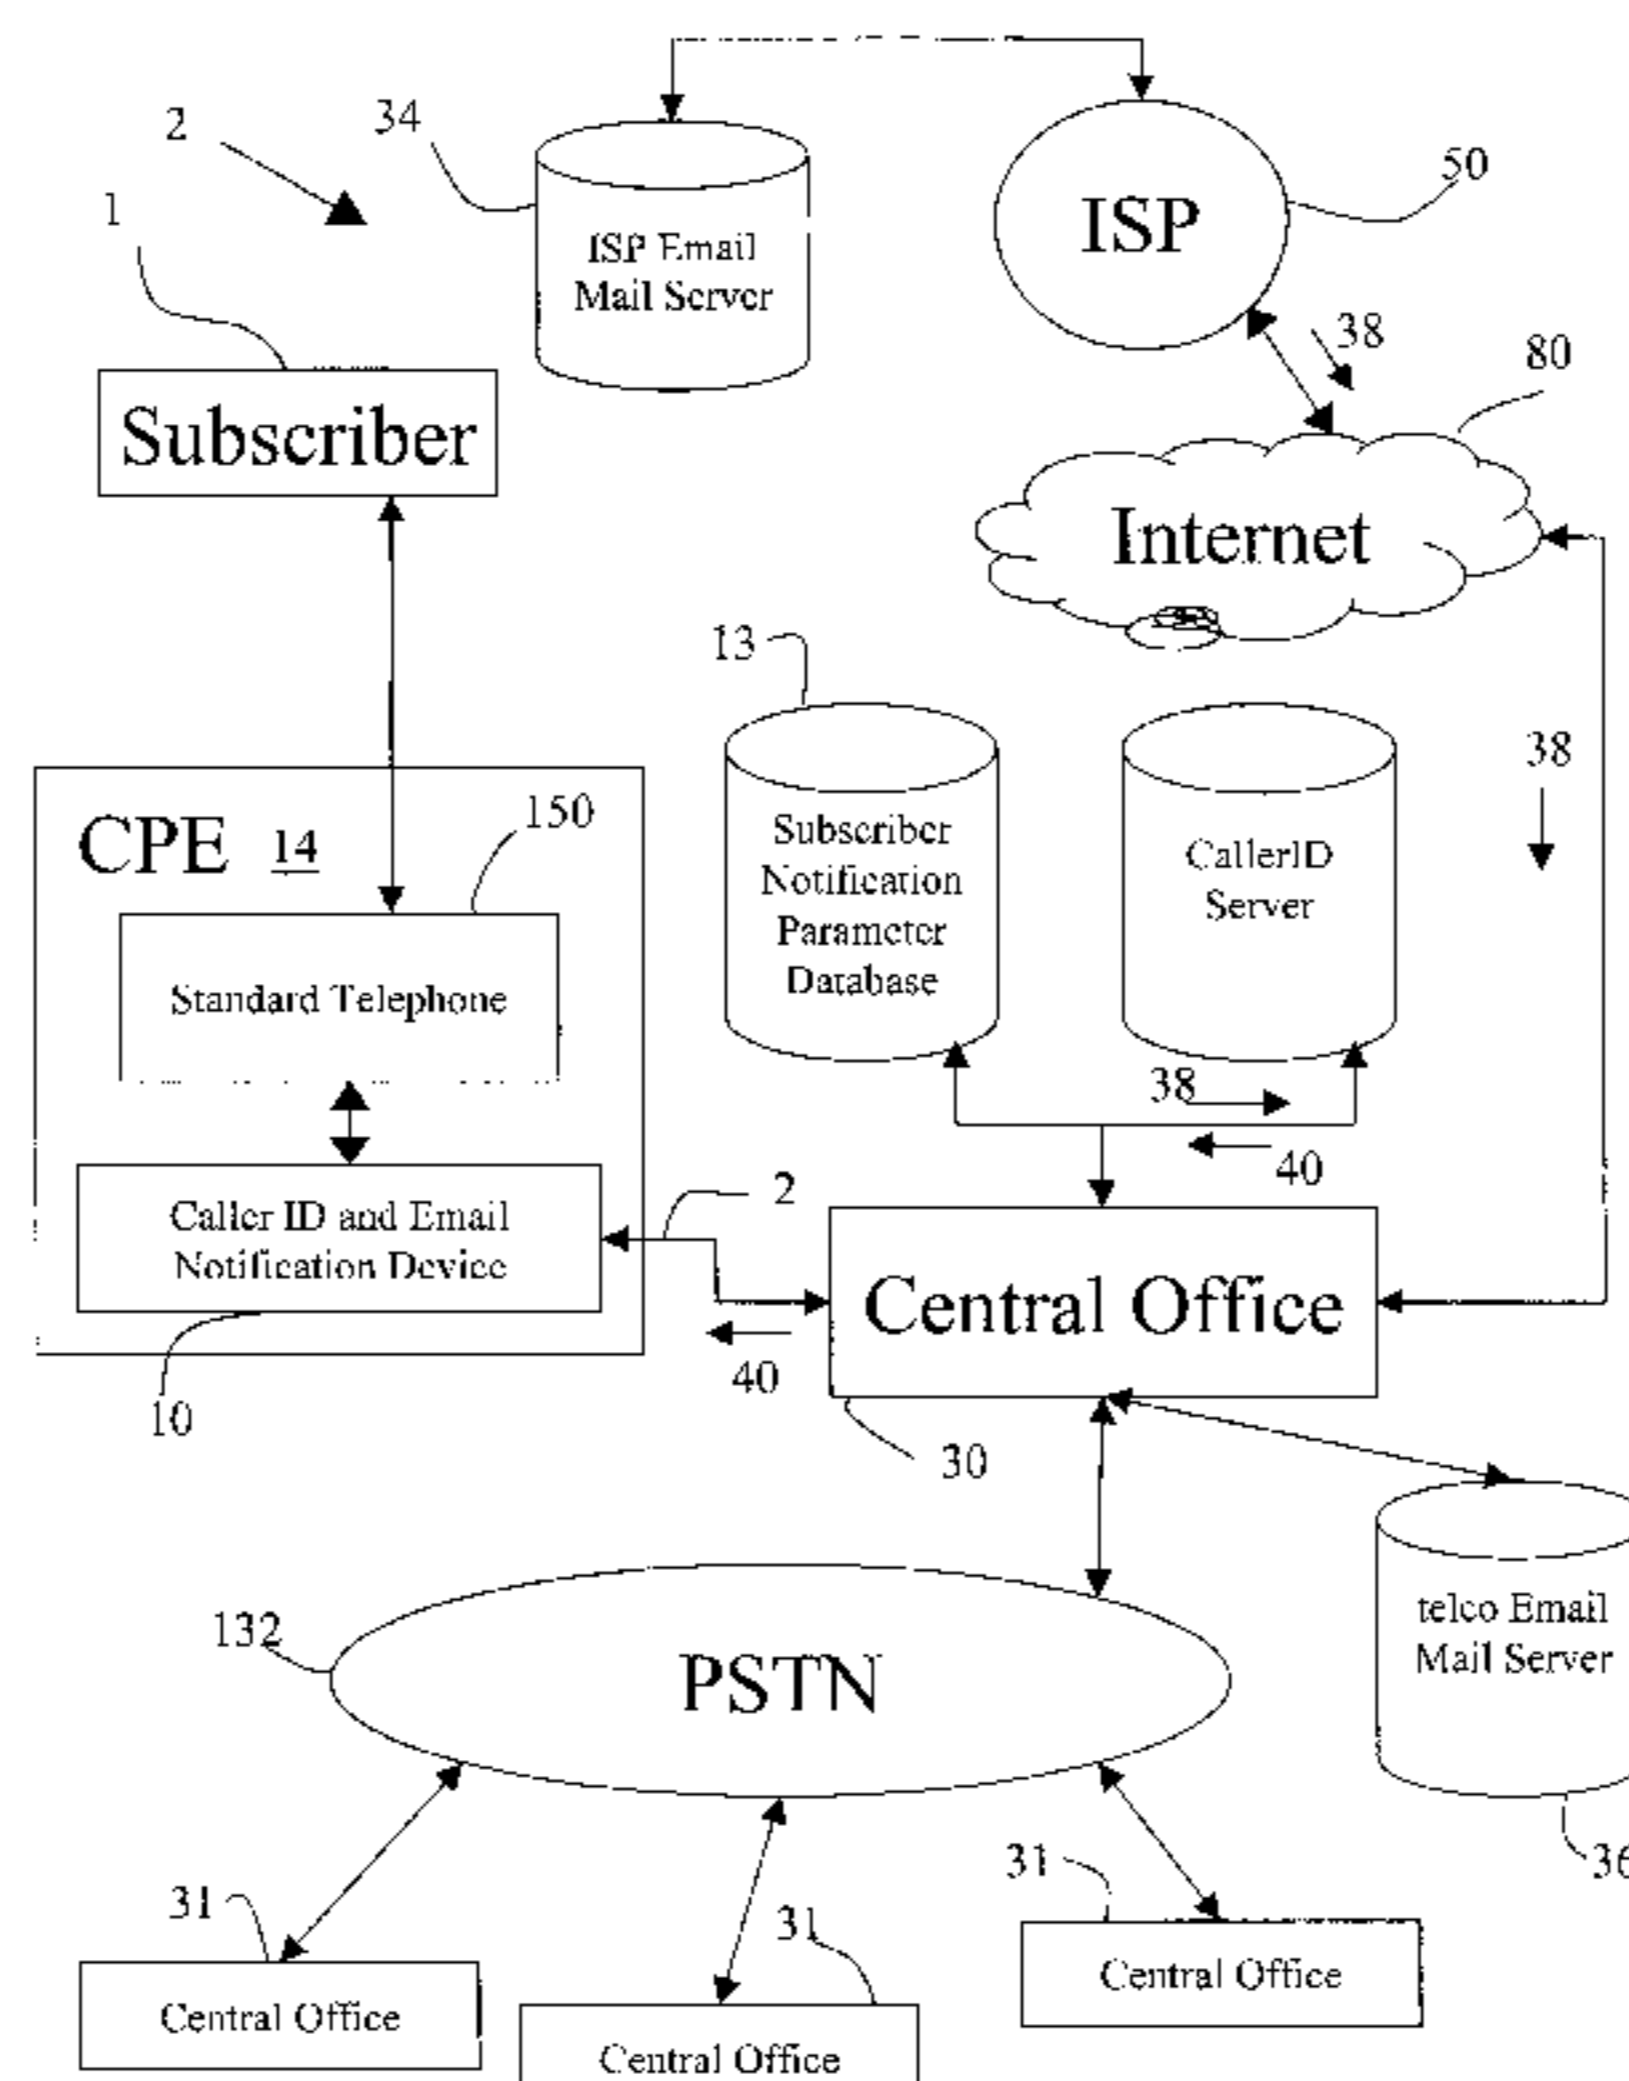 2
34
50
1
ISP
ISP Email
Mail Server
38
80
Subscriber
Internet
13
38
150
CPE 14
Subscriber
Notification
Parameter
Database
CallerID
Server
Standard Telephone
38
40
2
Caller ID and Email
Notification Device
Central Office
40
10
30
132
PSTN
telco Email
Mail Server
31
31
31
36
Central Office
Central Office
Central Office